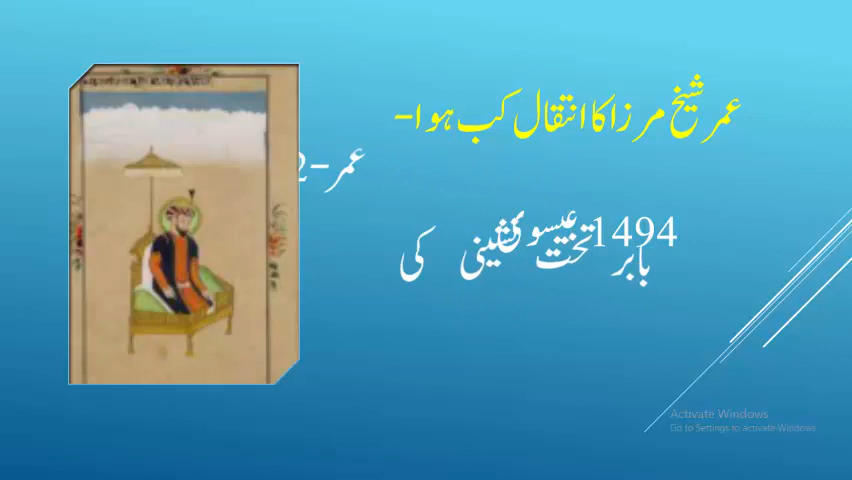 عمر شیخ مرزا کا انتقال کب ہوا-
1494 عیسوی
بابر تخت نشینی کی
عمر-2
Activate Windows
Go to Settings to activate Windows